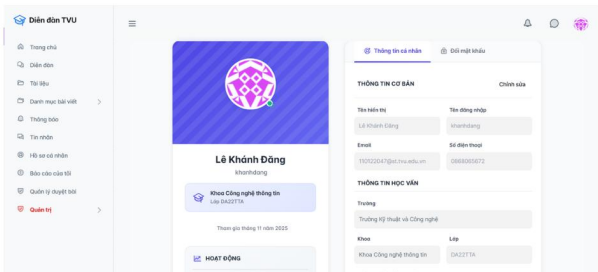 Diễn đàn TVU
Trang chủ
Diễn đàn
Tài liệu
Danh mục bài viết
Thông báo
Tin nhắn
Hồ sơ cá nhân
Báo cáo của tôi
Quản lý duyệt bài
Quản trị
Lê Khánh Đăng
khanhdang
Khoa Công nghệ thông tin
Lớp DA22TTA
Tham gia tháng 11 năm 2025
HOẠT ĐỘNG
Thông tin cá nhân
Đổi mật khẩu
THÔNG TIN CƠ BẢN
Chỉnh sửa
Tên hiển thị
Tên đăng nhập
Lê Khánh Đăng
khanhdang
Email
Số điện thoại
110122047@st.tvu.edu.vn
0868065672
THÔNG TIN HỌC VẤN
Trường
Trường Kỹ thuật và Công nghệ
Khoa
Lớp
Khoa Công nghệ thông tin
DA22TTA